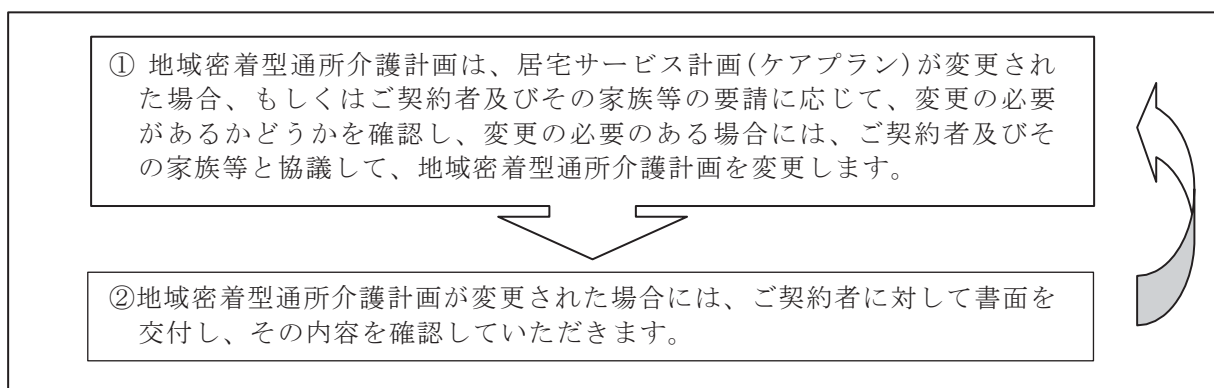 ① 地域密着型通所介護計画は、居宅サービス計画(ケアプラン)が変更され
た場合、もしくはご契約者及びその家族等の要請に応じて、変更の必要
があるかどうかを確認し、変更の必要のある場合には、ご契約者及びそ
の家族等と協議して、地域密着型通所介護計画を変更します。
②地域密着型通所介護計画が変更された場合には、ご契約者に対して書面を
交付し、その内容を確認していただきます。